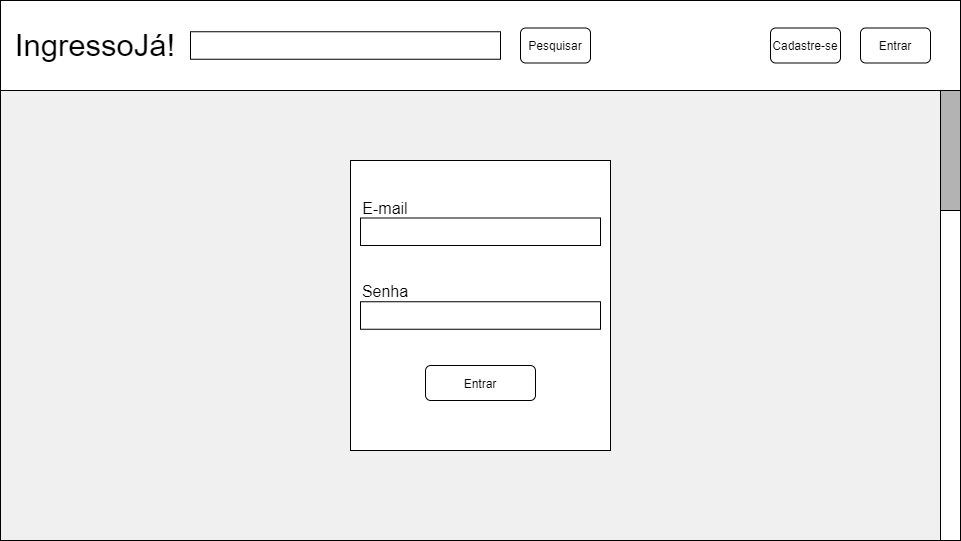 IngressoJá!
Pesquisar
Cadastre-se
Entrar
E-mail
Senha
Entrar